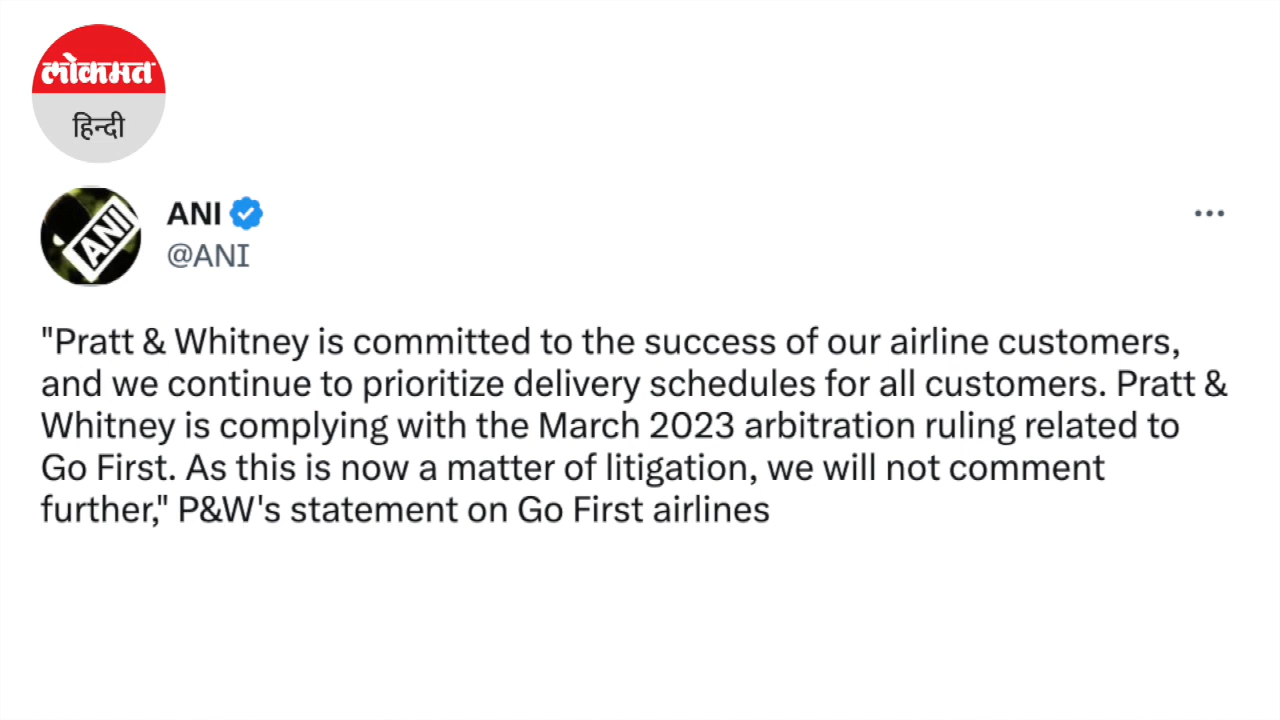 लोकमत
हिन्दी
ANI
ANI
@ANI
"Pratt & Whitney is committed to the success of our airline customers,
and we continue to prioritize delivery schedules for all customers. Pratt &
Whitney is complying with the March 2023 arbitration ruling related to
Go First. As this is now a matter of litigation, we will not comment
further," P&W's statement on Go First airlines